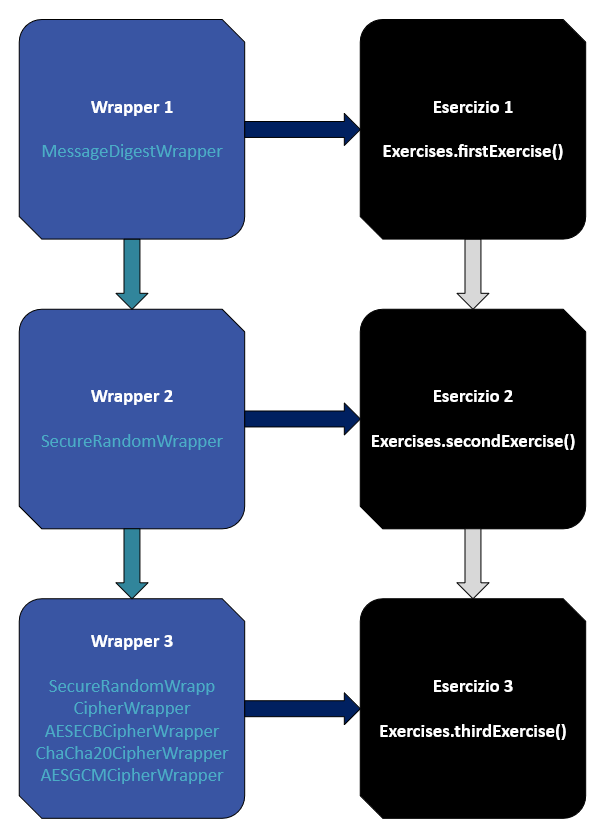 Wrapper 1
MessageDigestWrapper
Esercizio 1
Exercises.firstExercise()
Wrapper 2
SecureRandomWrapper
Esercizio 2
Exercises.secondExercise()
Wrapper 3
SecureRandomWrapp
CipherWrapper
AESECBCipherWrapper
ChaCha20CipherWrapper
AESGCMCipherWrapper
Esercizio 3
Exercises.thirdExercise()